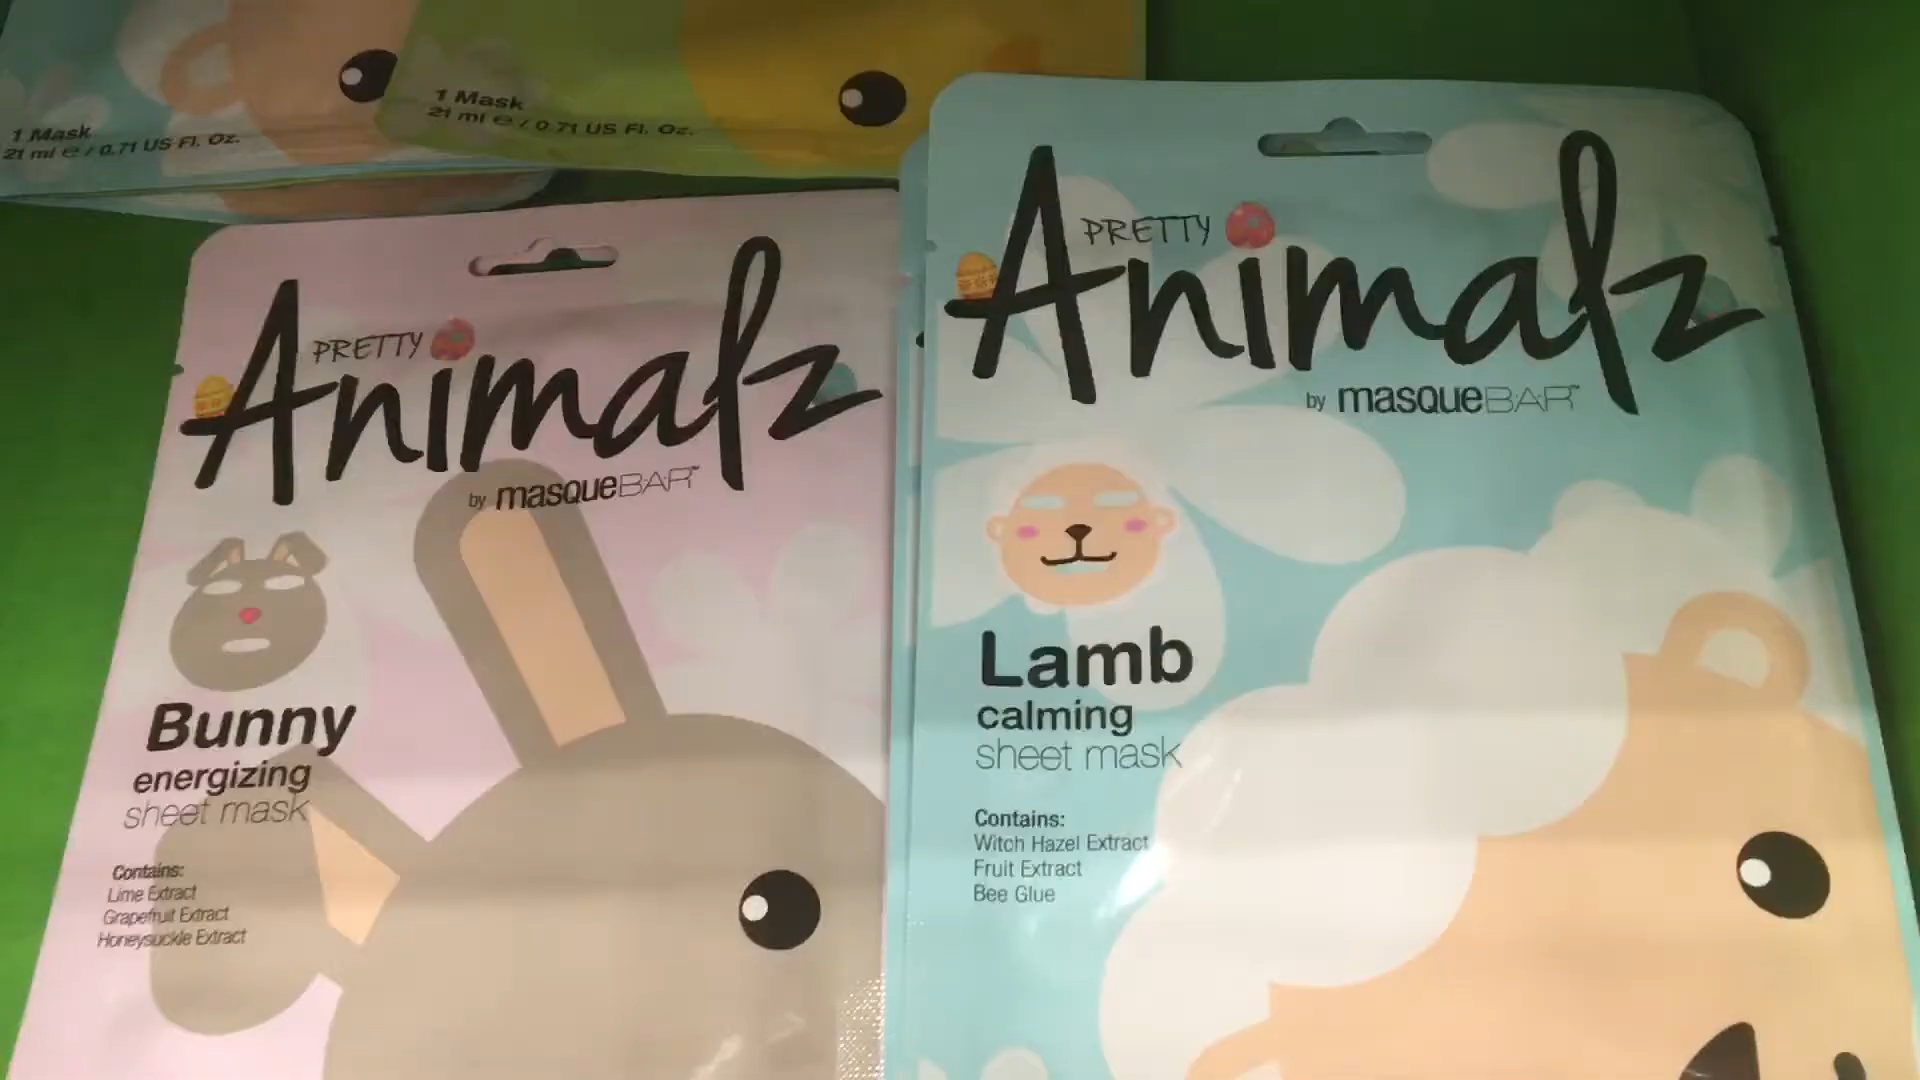 1 Mask
21 ml e / 0.71 US Fl. Oz.
1 Mask
21 ml e / 0.71 US Fl. Oz.
PRETTY
Animalz
by masqueBAR™
Bunny
energizing
sheet mask
Contains:
Lime Extract
Grapefruit Extract
Honeysuckle Extract
PRETTY
Animalz
by masqueBAR™
Lamb
calming
sheet mask
Contains:
Witch Hazel Extract
Fruit Extract
Bee Glue